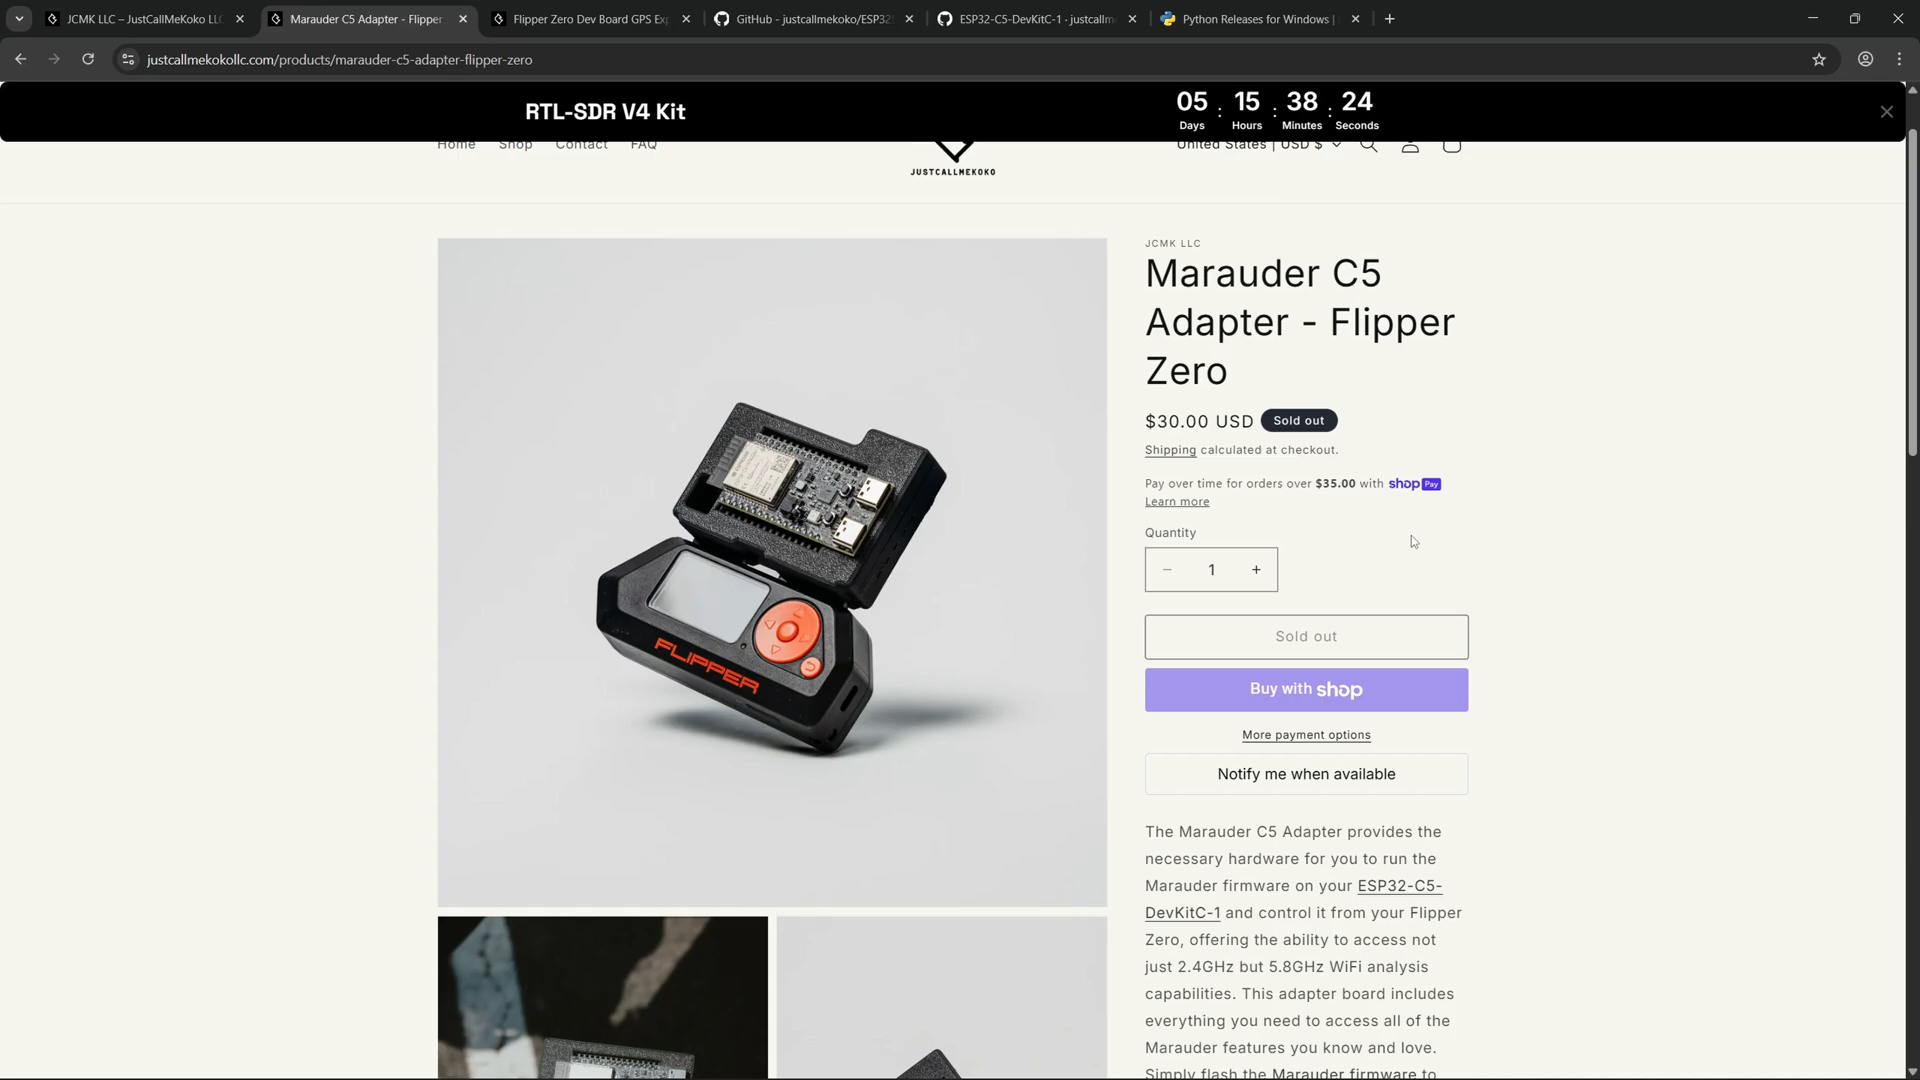 JCMK LLC – JustCallMeKoko LL
Marauder C5 Adapter - Flipper
Flipper Zero Dev Board GPS Exp
GitHub - justcallmekoko/ESP32
ESP32-C5-DevKitC-1 · justcallm
Python Releases for Windows |
justcallmekokollc.com/products/marauder-c5-adapter-flipper-zero
RTL-SDR V4 Kit
05 : 15 : 38 : 24
Days Hours Minutes Seconds
Home Shop Contact FAQ
JUSTCALLMEKOKO
United States | USD $
JCMK LLC
Marauder C5
Adapter - Flipper
Zero
$30.00 USD Sold out
Shipping calculated at checkout.
Pay over time for orders over $35.00 with shop Pay
Learn more
Quantity
− 1 +
Sold out
Buy with shop
More payment options
Notify me when available
The Marauder C5 Adapter provides the
necessary hardware for you to run the
Marauder firmware on your ESP32-C5-
DevKitC-1 and control it from your Flipper
Zero, offering the ability to access not
just 2.4GHz but 5.8GHz WiFi analysis
capabilities. This adapter board includes
everything you need to access all of the
Marauder features you know and love.
Simply flash the Marauder firmware to
FLIPPER